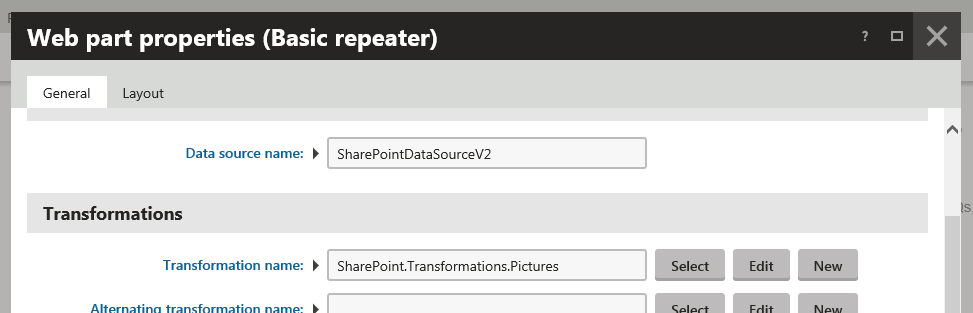 Web part properties (Basic repeater)
?
General Layout
Data source name: SharePointDataSourceV2
Transformations
Transformation name: SharePoint.Transformations.Pictures Select Edit New
Alternating transformation name: Select Edit New